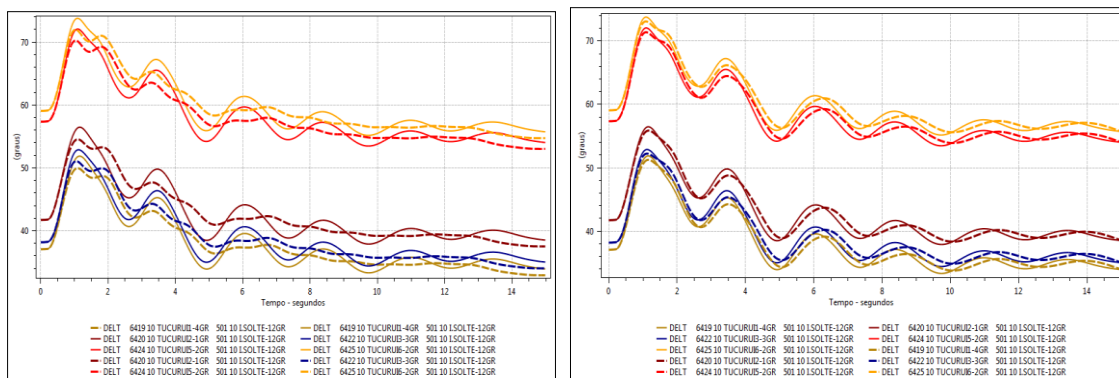 70
60
50
40
(graus)
0
2
4
6
8
10
12
14
Tempo - segundos
DELT 6419 10 TUCURUI1-4GR 501 10 I.SOLTE-12GR
DELT 6419 10 TUCURUI1-4GR 501 10 I.SOLTE-12GR
DELT 6420 10 TUCURUI2-1GR 501 10 I.SOLTE-12GR
DELT 6422 10 TUCURUI3-3GR 501 10 I.SOLTE-12GR
DELT 6424 10 TUCURUI5-2GR 501 10 I.SOLTE-12GR
DELT 6425 10 TUCURUI6-2GR 501 10 I.SOLTE-12GR
DELT 6420 10 TUCURUI2-1GR 501 10 I.SOLTE-12GR
DELT 6422 10 TUCURUI3-3GR 501 10 I.SOLTE-12GR
DELT 6424 10 TUCURUI5-2GR 501 10 I.SOLTE-12GR
DELT 6425 10 TUCURUI6-2GR 501 10 I.SOLTE-12GR
70
60
50
40
(graus)
0
2
4
6
8
10
12
14
Tempo - segundos
DELT 6419 10 TUCURUI1-4GR 501 10 I.SOLTE-12GR
DELT 6420 10 TUCURUI2-1GR 501 10 I.SOLTE-12GR
DELT 6422 10 TUCURUI3-3GR 501 10 I.SOLTE-12GR
DELT 6424 10 TUCURUI5-2GR 501 10 I.SOLTE-12GR
DELT 6425 10 TUCURUI6-2GR 501 10 I.SOLTE-12GR
DELT 6419 10 TUCURUI1-4GR 501 10 I.SOLTE-12GR
DELT 6420 10 TUCURUI2-1GR 501 10 I.SOLTE-12GR
DELT 6422 10 TUCURUI3-3GR 501 10 I.SOLTE-12GR
DELT 6424 10 TUCURUI5-2GR 501 10 I.SOLTE-12GR
DELT 6425 10 TUCURUI6-2GR 501 10 I.SOLTE-12GR